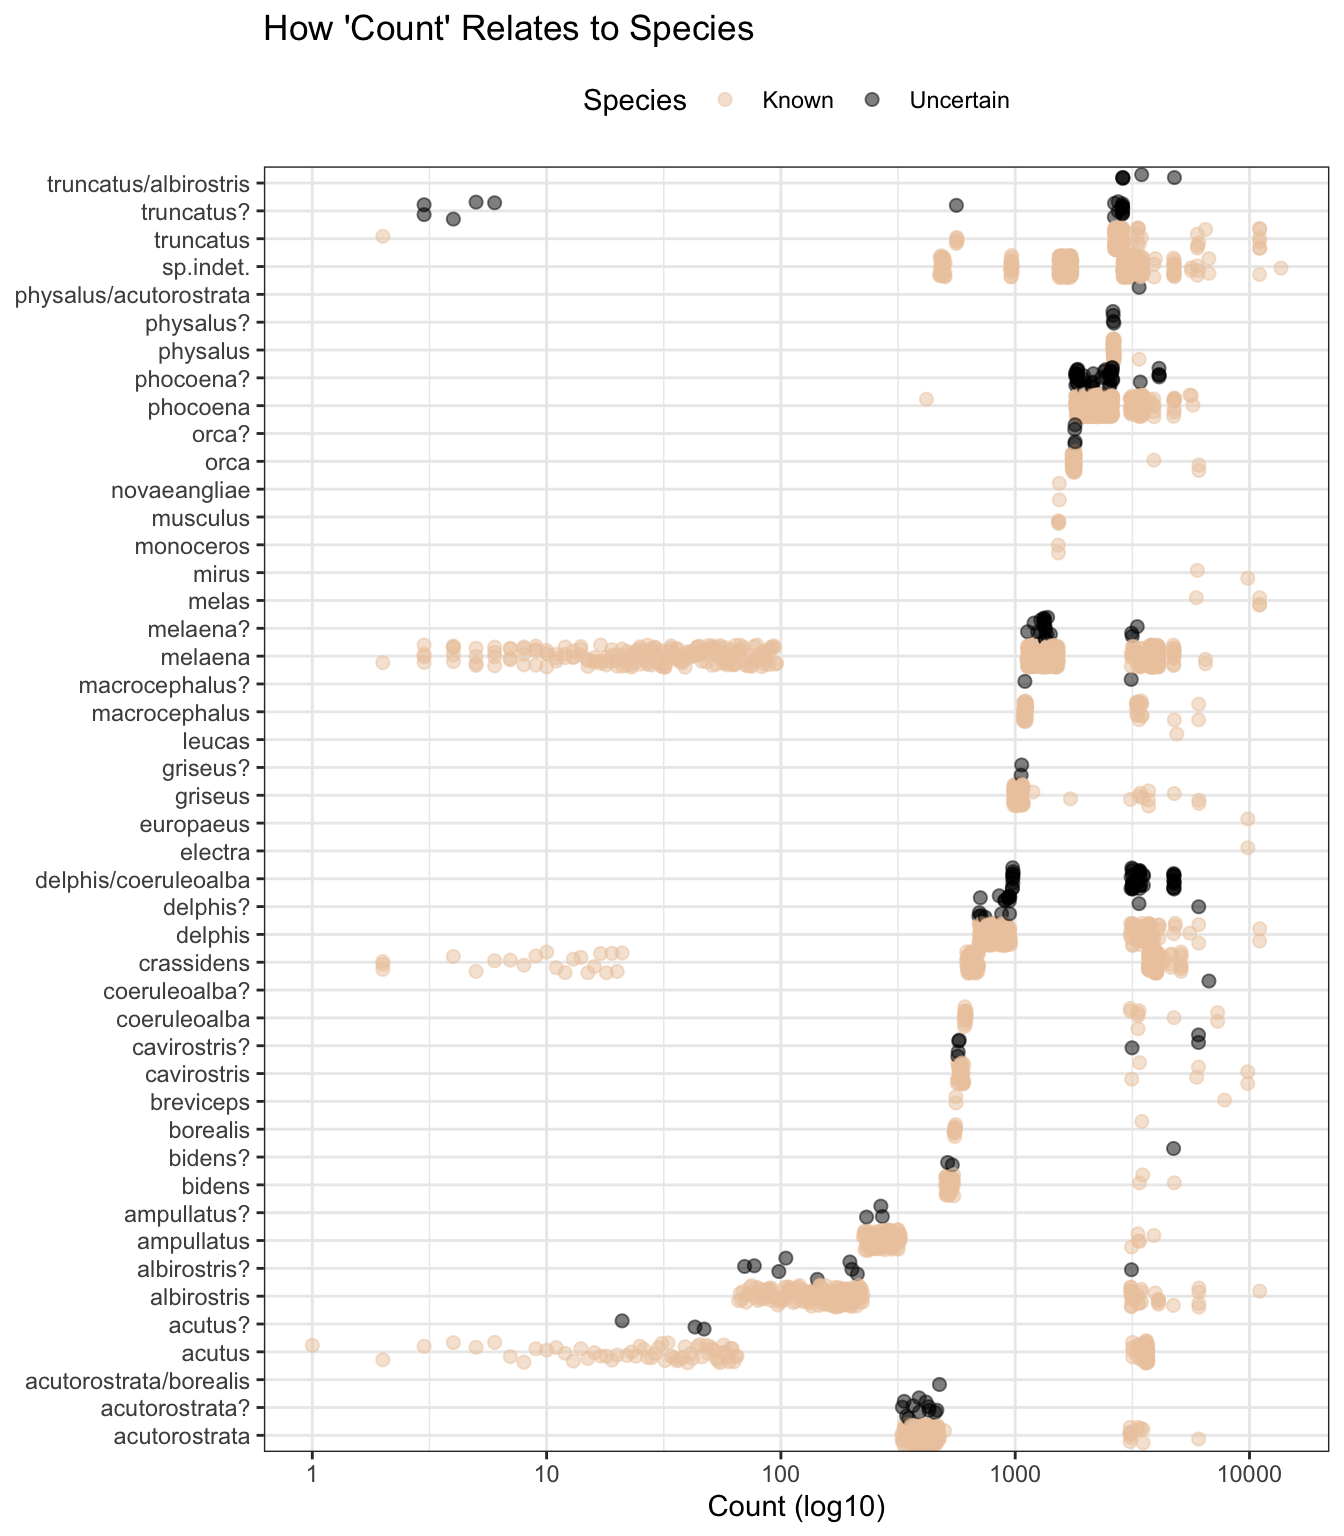 How 'Count' Relates to Species
Species Known Uncertain
truncatus/albirostris
truncatus?
truncatus
sp.indet.
physalus/acutorostrata
physalus?
physalus
phocoena?
phocoena
orca?
orca
novaeangliae
musculus
monoceros
mirus
melas
melaena?
melaena
macrocephalus?
macrocephalus
leucas
griseus?
griseus
europaeus
electra
delphis/coeruleoalba
delphis?
delphis
crassidens
coeruleoalba?
coeruleoalba
cavirostris?
cavirostris
breviceps
borealis
bidens?
bidens
ampullatus?
ampullatus
albirostris?
albirostris
acutus?
acutus
acutorostrata/borealis
acutorostrata?
acutorostrata
1 10 100 1000 10000
Count (log10)